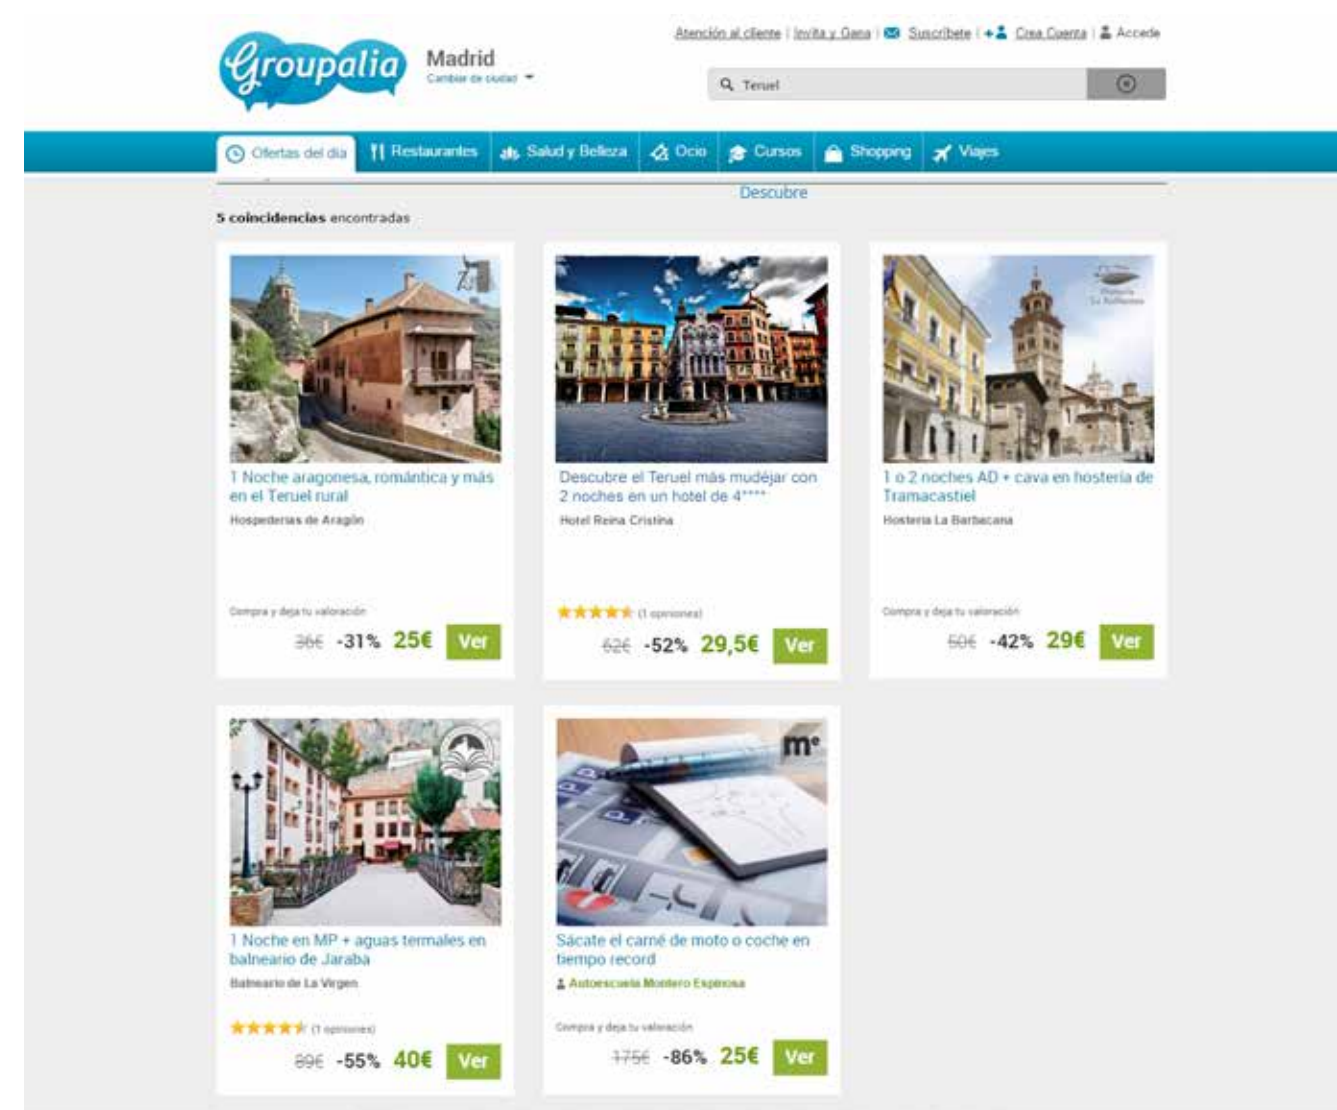 Groupalia
Madrid
Cambiar de ciudad
Atención al cliente | Invita y Gana | Suscríbete | Crea Cuenta | Accede
Teruel
Ofertas del día
Restaurantes
Salud y Belleza
Ocio
Cursos
Shopping
Viajes
Descubre
5 coincidencias encontradas
1 Noche aragonesa, romántica y más
en el Teruel rural
Hospederías de Aragón
Compra y deja tu valoración
36€ -31% 25€ Ver
Descubre el Teruel más mudéjar con
2 noches en un hotel de 4****
Hotel Reina Cristina
(1 opiniones)
62€ -52% 29,5€ Ver
Hostería
La Barbacana
1 o 2 noches AD + cava en hostería de
Tramacastiel
Hostería La Barbacana
Compra y deja tu valoración
50€ -42% 29€ Ver
1 Noche en MP + aguas termales en
balneario de Jaraba
Balneario de La Virgen
(1 opiniones)
89€ -55% 40€ Ver
me
Sácate el carné de moto o coche en
tiempo record
Autoescuela Montero Espinosa
Compra y deja tu valoración
175€ -86% 25€ Ver